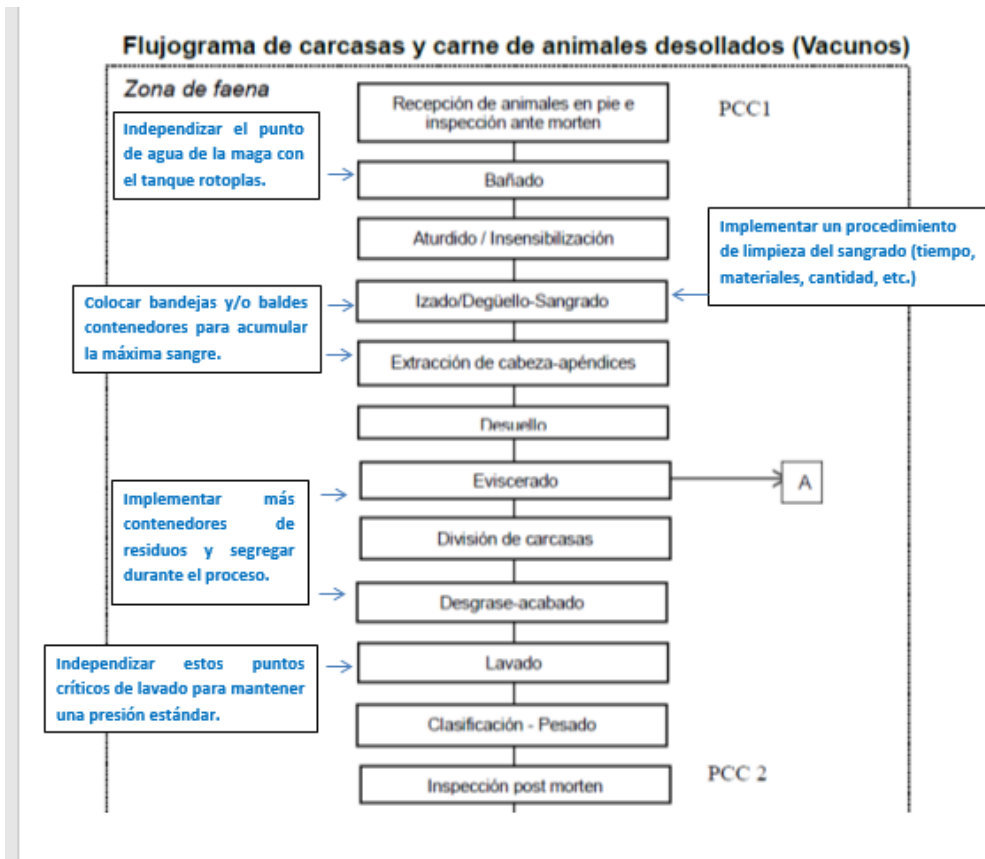 Flujograma de carcasas y carne de animales desollados (Vacunos)
Zona de faena
Recepción de animales en pie e
inspección ante morten
PCC1
Independizar el punto
de agua de la maga con
el tanque rotoplas.
Bañado
Aturdido / Insensibilización
Implementar un procedimiento
de limpieza del sangrado (tiempo,
materiales, cantidad, etc.)
Izado/Degüello-Sangrado
Colocar bandejas y/o baldes
contenedores para acumular
la máxima sangre.
Extracción de cabeza-apéndices
Desuello
Eviscerado
A
Implementar más
contenedores de
residuos y segregar
durante el proceso.
División de carcasas
Desgrase-acabado
Independizar estos puntos
críticos de lavado para mantener
una presión estándar.
Lavado
Clasificación - Pesado
Inspección post morten
PCC 2